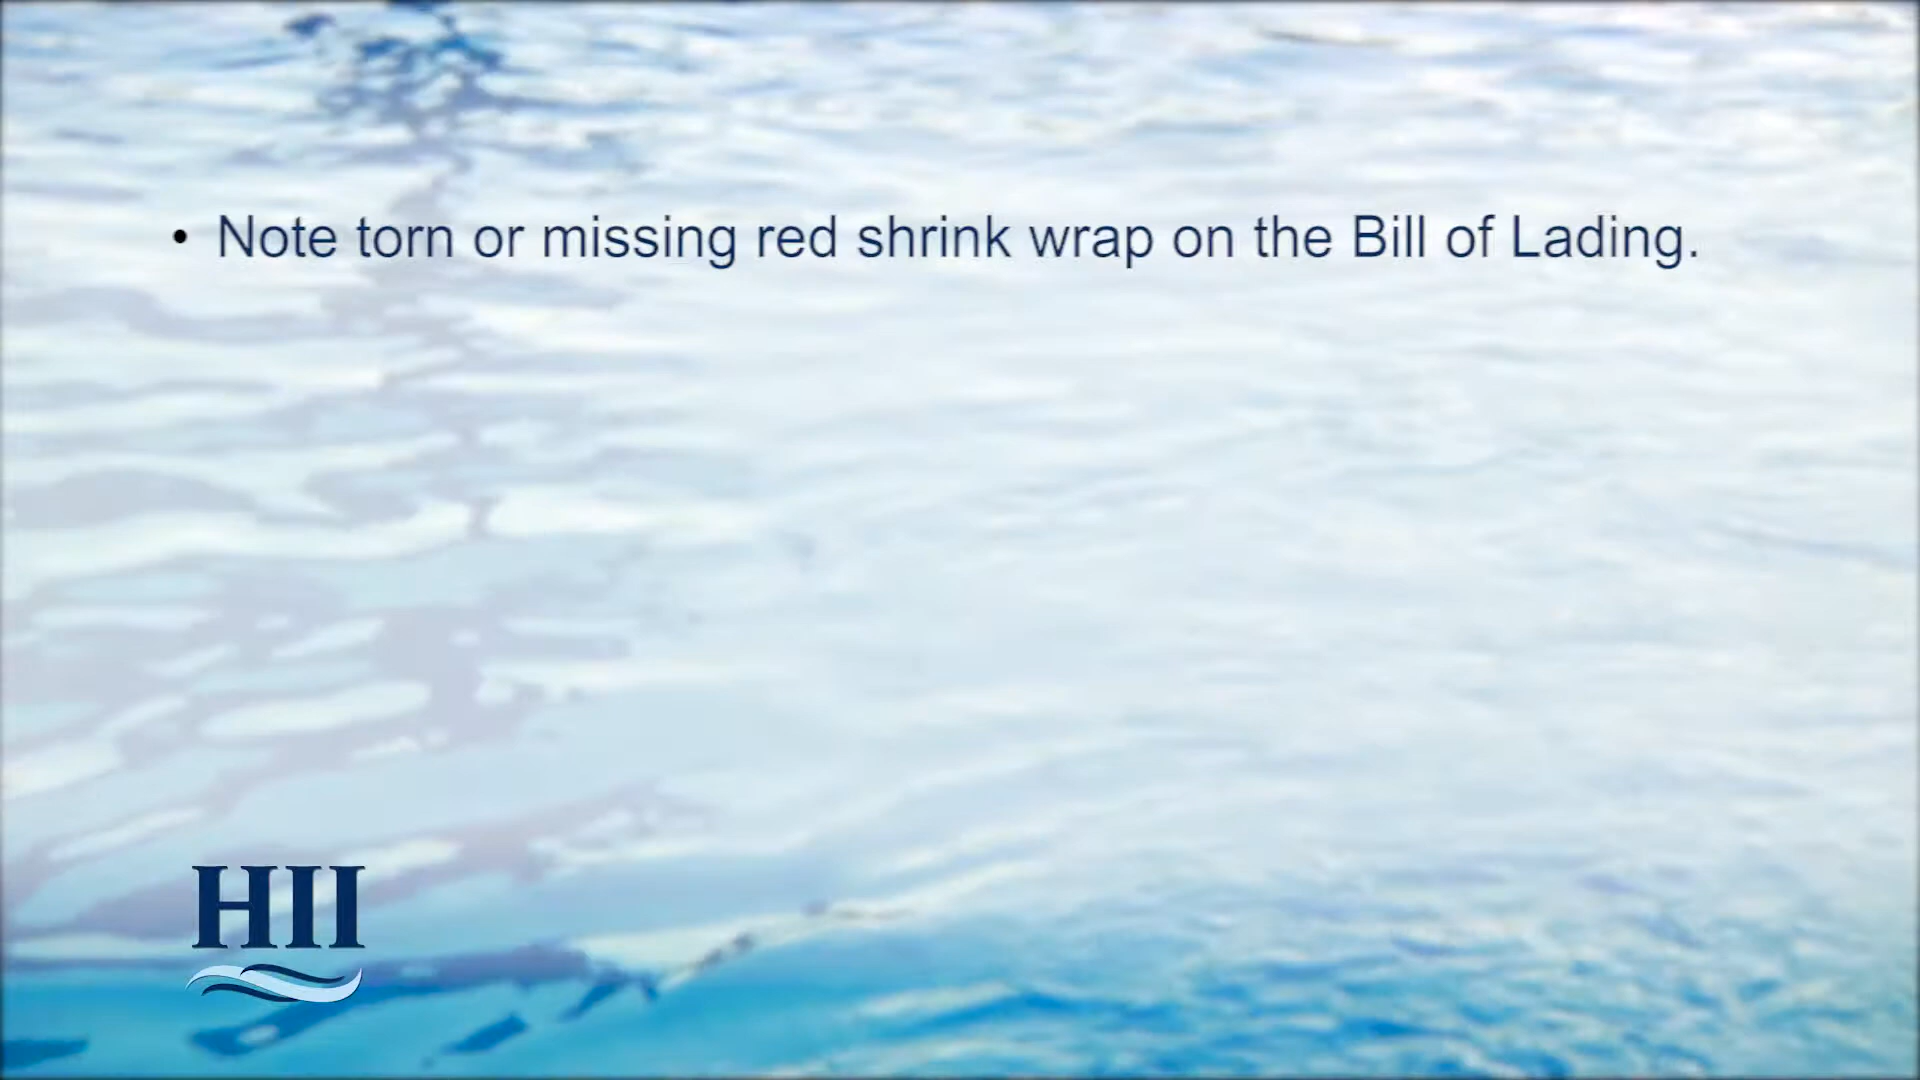 • Note torn or missing red shrink wrap on the Bill of Lading.
HII